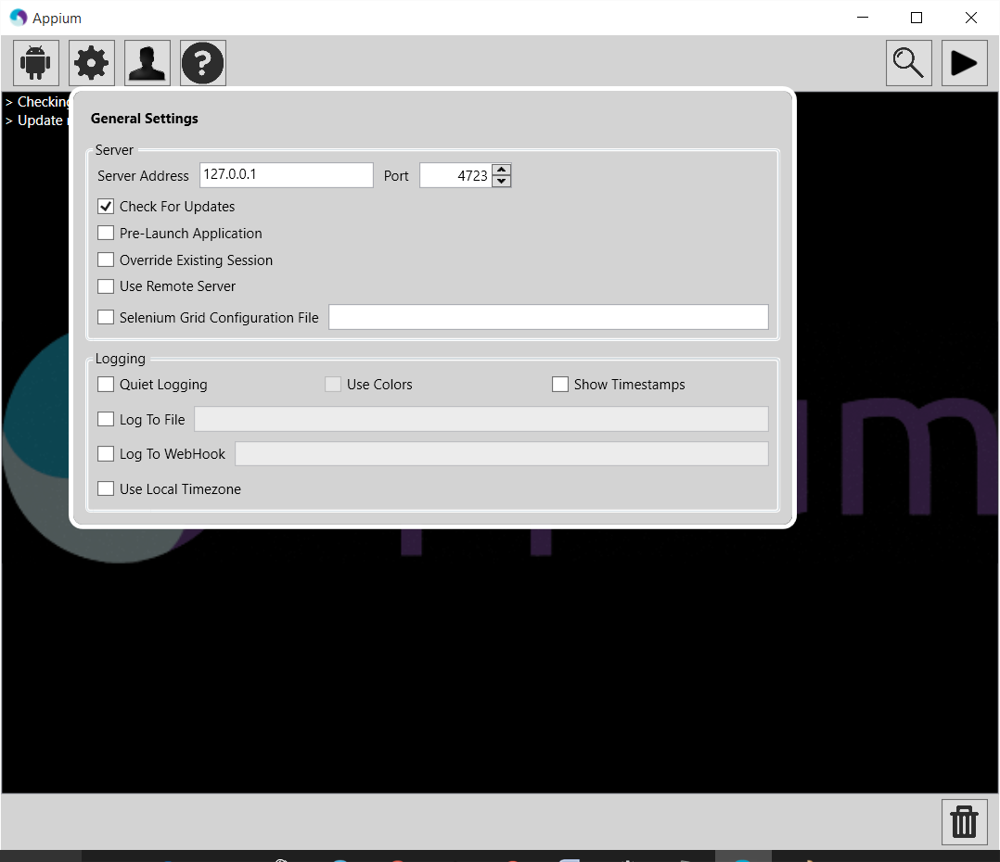 Appium
> Checking
> Update
General Settings
Server
Server Address 127.0.0.1 Port 4723
Check For Updates
Pre-Launch Application
Override Existing Session
Use Remote Server
Selenium Grid Configuration File
Logging
Quiet Logging Use Colors Show Timestamps
Log To File
Log To WebHook
Use Local Timezone
um